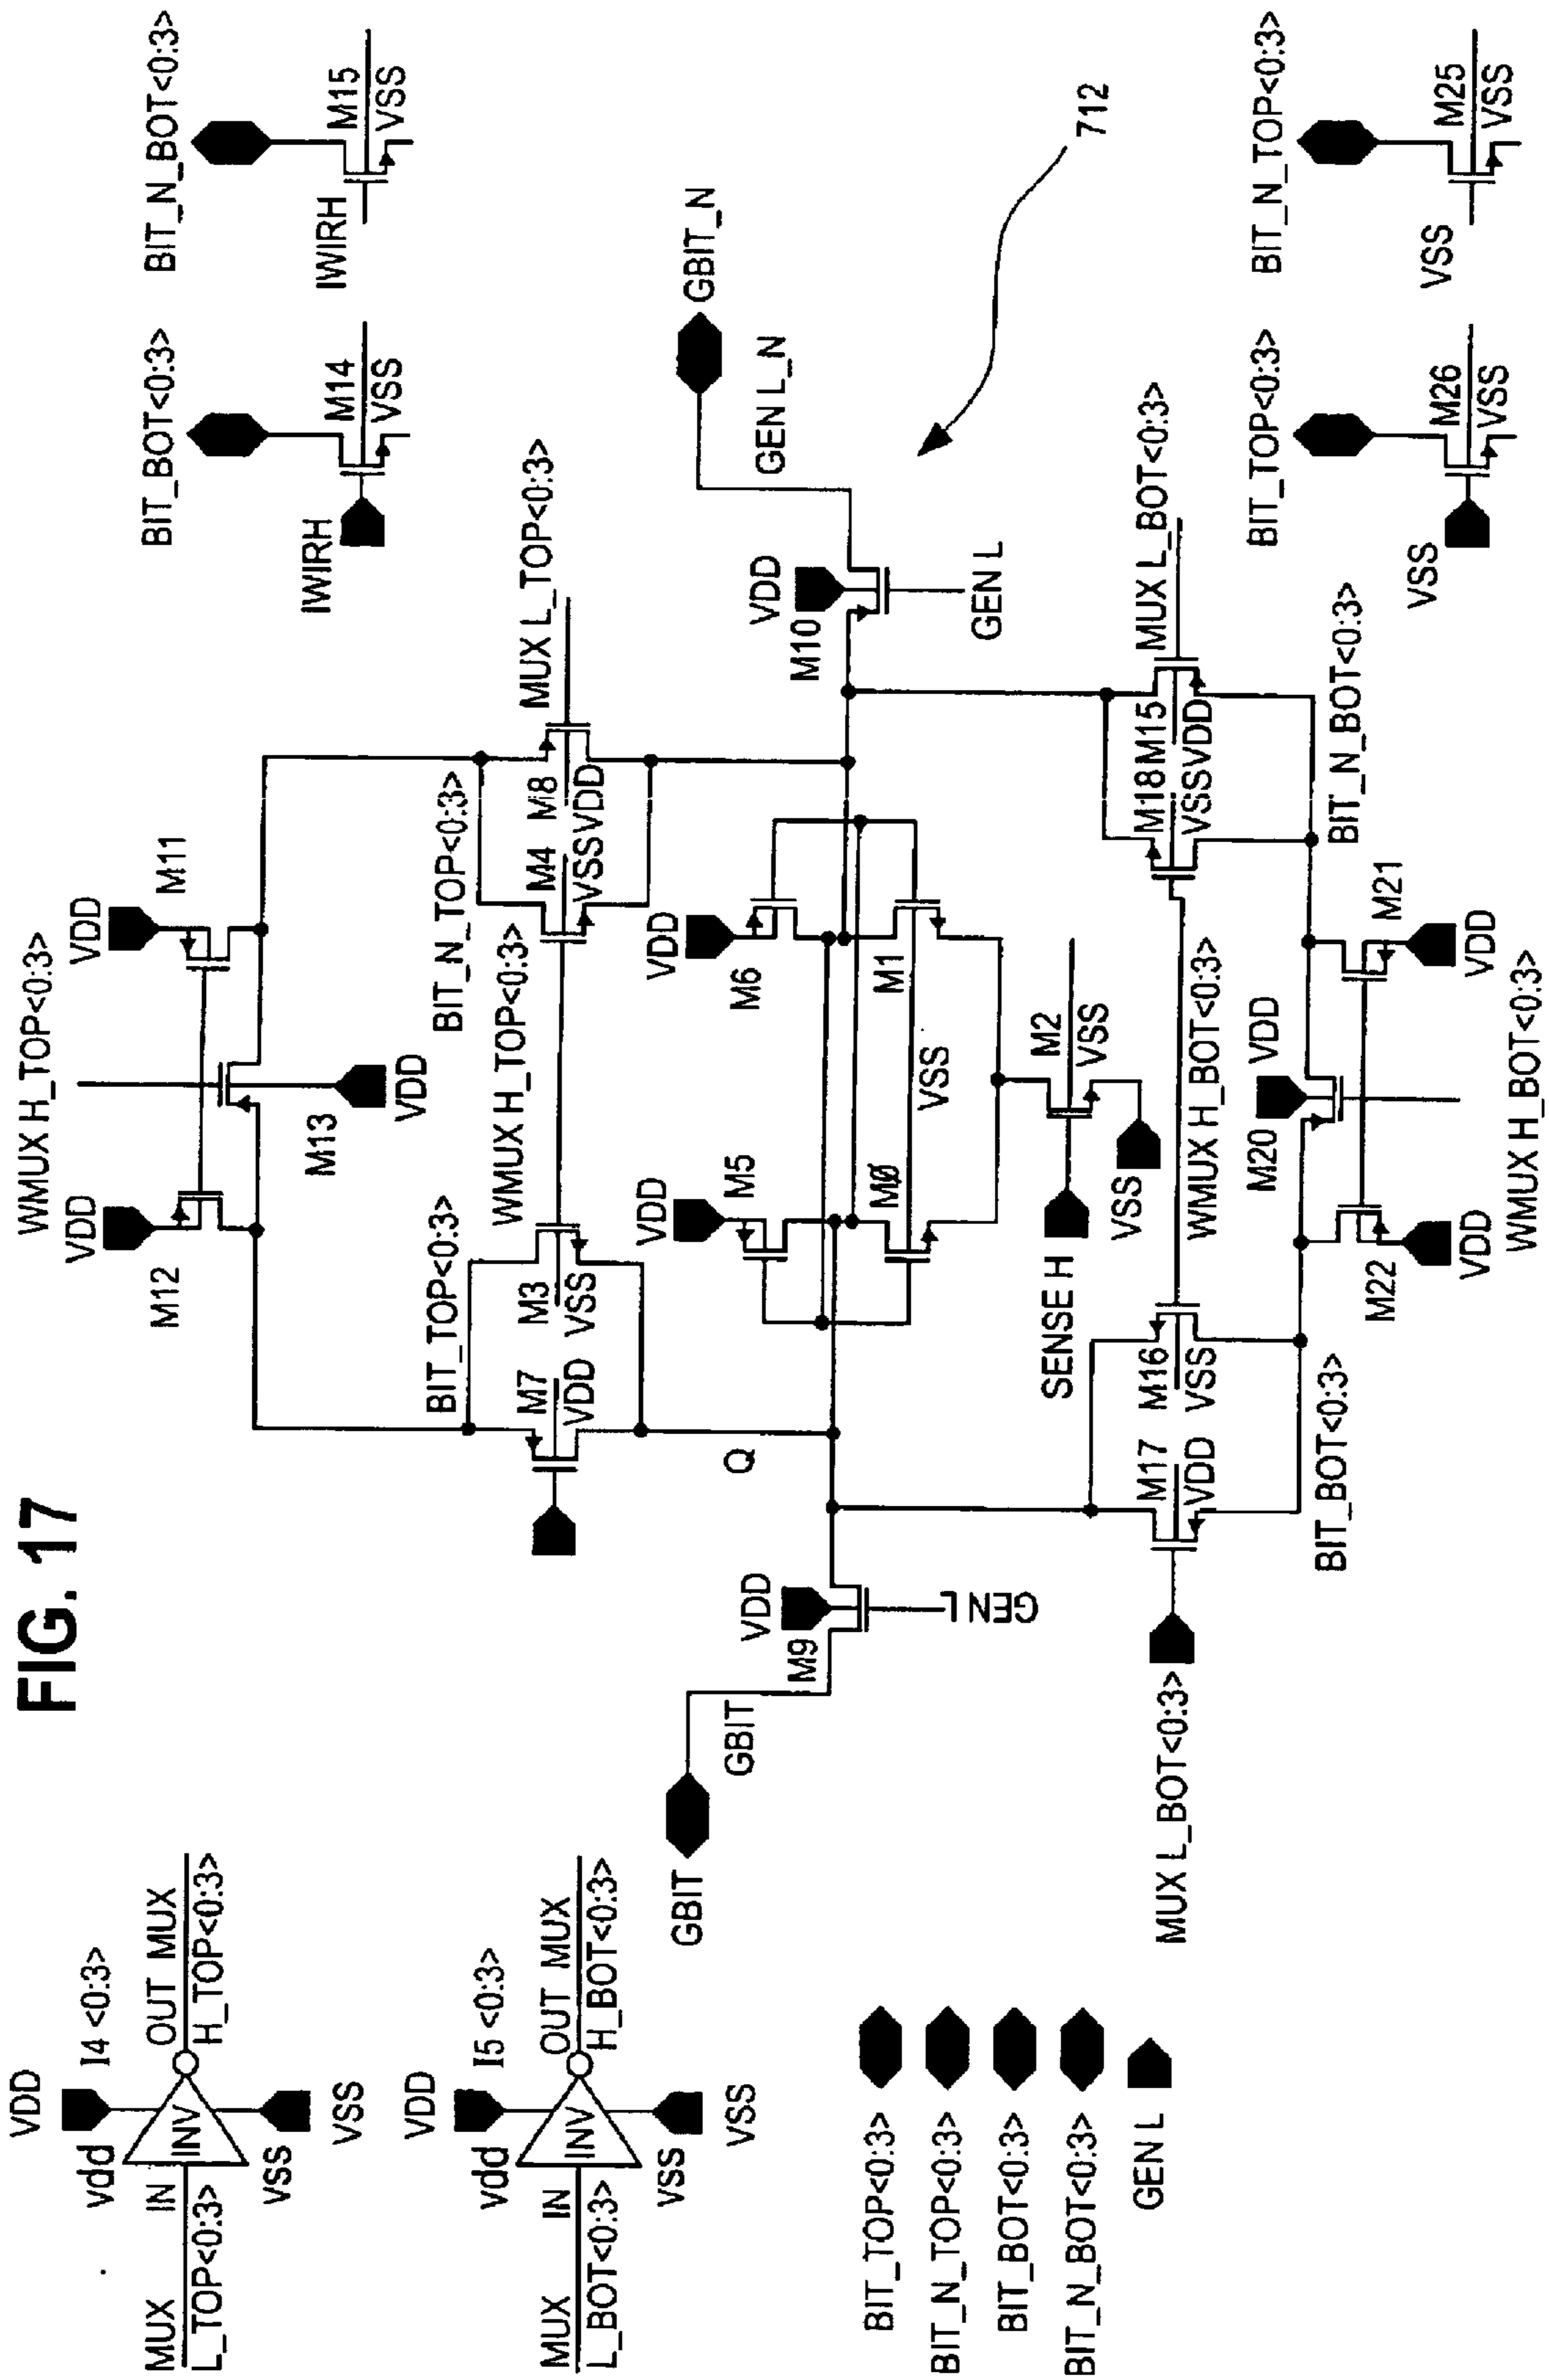 FIG. 17
VDD
vdd
I4 <0:3>
MUX
IN
INV
OUT MUX
L_TOP<0:3>
H_TOP<0:3>
VSS
VSS
VDD
vdd
I5 <0:3>
MUX
IN
INV
OUT MUX
L_BOT<0:3>
H_BOT<0:3>
VSS
VSS
BIT_TOP<0:3>
BIT_N_TOP<0:3>
BIT_BOT<0:3>
BIT_N_BOT<0:3>
GEN L
WMUX H_TOP<0:3>
VDD
VDD
M12
M11
M13
VDD
BIT_TOP<0:3>
BIT_N_TOP<0:3>
WMUX H_TOP<0:3>
MUX L_TOP<0:3>
M7
VDD
M3
VSS
M4
M8
VSSVDD
Q
VDD
M5
VDD
M6
MØ
M1
VSS
GBIT
GBIT
VDD
M9
GEN L
VDD
M10
GEN L
GEN L_N
GBIT_N
SENSE H
M2
VSS
VSS
712
MUX L_BOT<0:3>
M17
VDD
M16
VSS
WMUX H_BOT<0:3>
M18
M15
VSSVDD
MUX L_BOT<0:3>
BIT_BOT<0:3>
BIT_N_BOT<0:3>
M20
VDD
M22
VDD
M21
VDD
WMUX H_BOT<0:3>
BIT_BOT<0:3>
IWIRH
M14
VSS
BIT_N_BOT<0:3>
IWIRH
M15
VSS
BIT_TOP<0:3>
VSS
M26
VSS
BIT_N_TOP<0:3>
VSS
M25
VSS